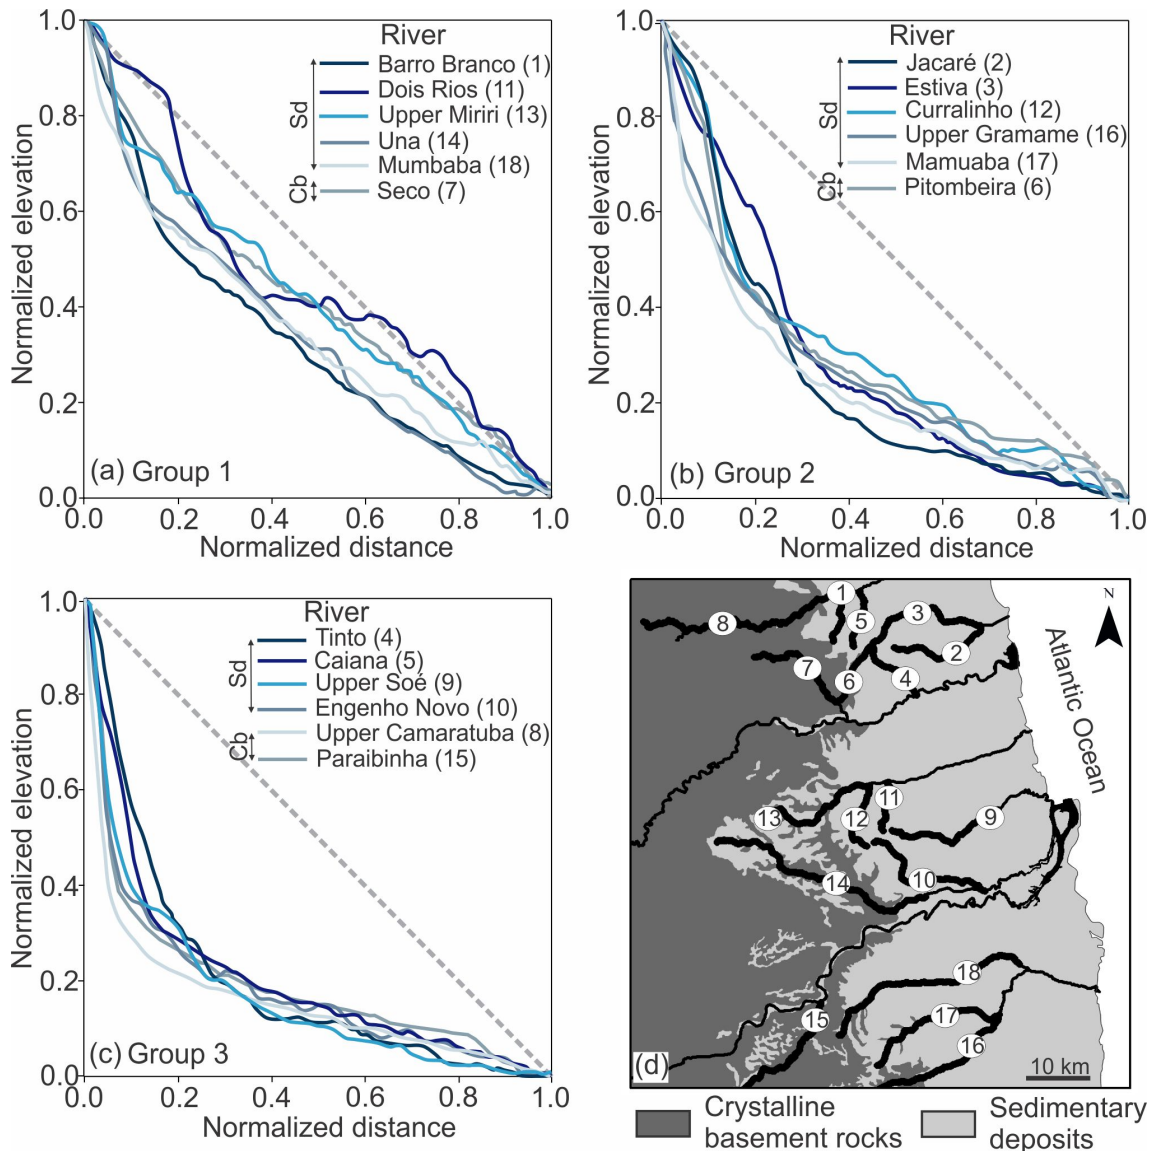 1.0
0.8
0.6
0.4
0.2
0.0
Normalized elevation
River
Sd
Barro Branco (1)
Dois Rios (11)
Upper Miriri (13)
Una (14)
Mumbaba (18)
Cb
Seco (7)
(a) Group 1
0.0 0.2 0.4 0.6 0.8 1.0
Normalized distance
1.0
0.8
0.6
0.4
0.2
0.0
Normalized elevation
River
Sd
Jacaré (2)
Estiva (3)
Curralinho (12)
Upper Gramame (16)
Mamuaba (17)
Cb
Pitombeira (6)
(b) Group 2
0.0 0.2 0.4 0.6 0.8 1.0
Normalized distance
1.0
0.8
0.6
0.4
0.2
0.0
Normalized elevation
River
Sd
Tinto (4)
Caiana (5)
Upper Soé (9)
Engenho Novo (10)
Cb
Upper Camaratuba (8)
Paraibinha (15)
(c) Group 3
0.0 0.2 0.4 0.6 0.8 1.0
Normalized distance
N
Atlantic Ocean
1
8
5
3
2
7
6
4
11
13
12
9
14
10
18
15
17
16
(d)
10 km
Crystalline
basement rocks
Sedimentary
deposits